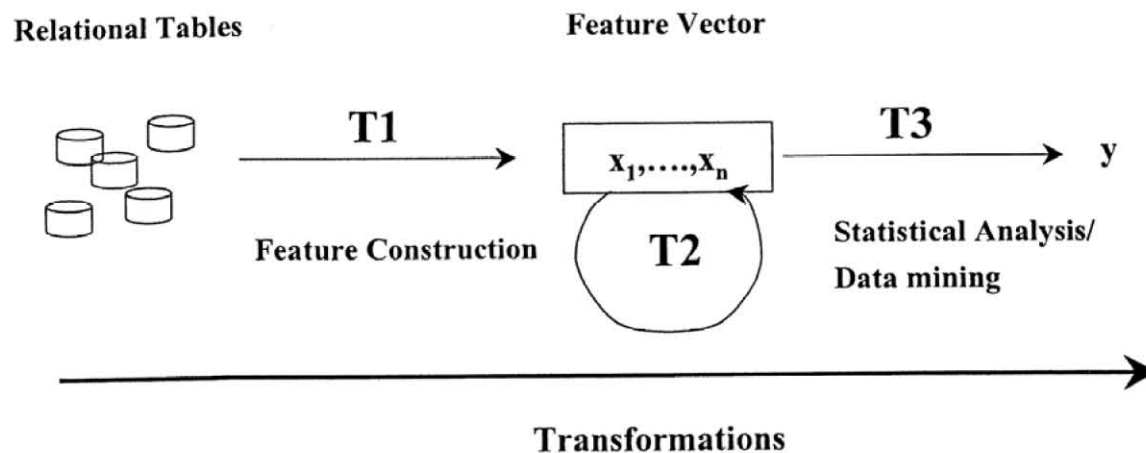 Relational Tables
Feature Vector
T1
T3
x1,....,xn
y
Feature Construction
T2
Statistical Analysis/
Data mining
Transformations